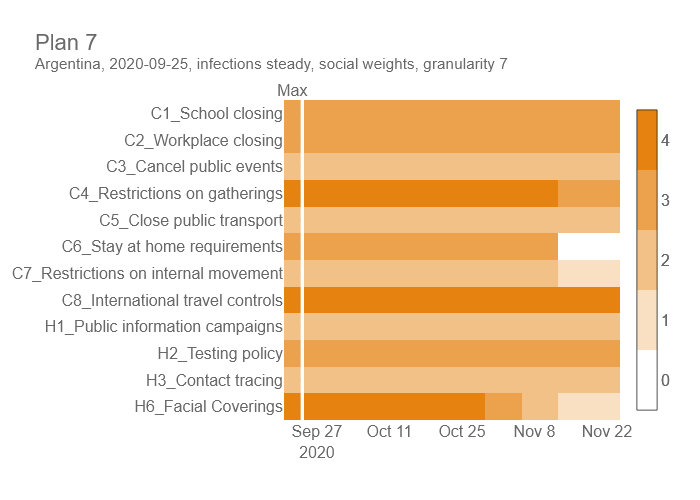 Plan 7
Argentina, 2020-09-25, infections steady, social weights, granularity 7
Max
C1_School closing
C2_Workplace closing
C3_Cancel public events
C4_Restrictions on gatherings
C5_Close public transport
C6_Stay at home requirements
C7_Restrictions on internal movement
C8_International travel controls
H1_Public information campaigns
H2_Testing policy
H3_Contact tracing
H6_Facial Coverings
4
3
2
1
0
Sep 27 Oct 11 Oct 25 Nov 8 Nov 22
2020